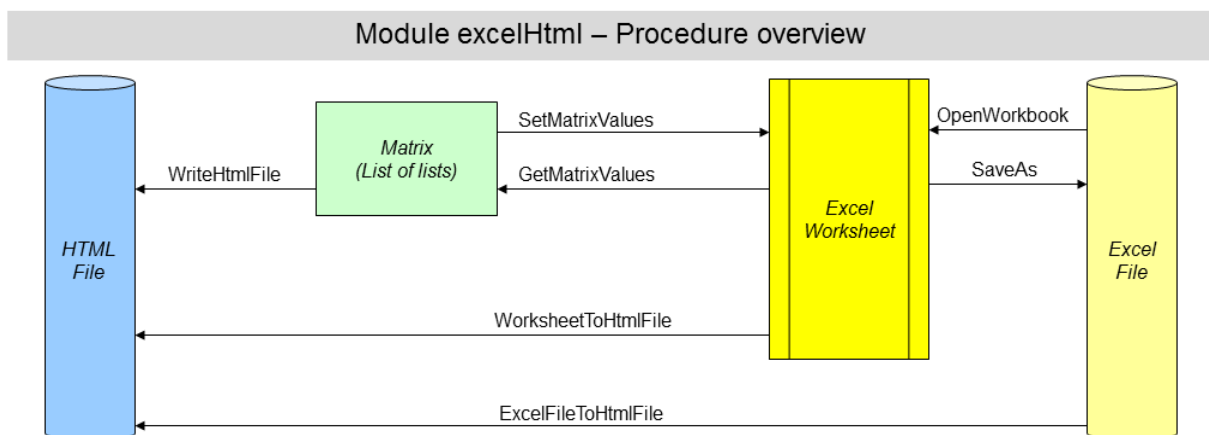 Module excelHtml – Procedure overview
SetMatrixValues
OpenWorkbook
Matrix
(List of lists)
WriteHtmlFile
GetMatrixValues
SaveAs
Excel
Worksheet
HTML
File
Excel
File
WorksheetToHtmlFile
ExcelFileToHtmlFile